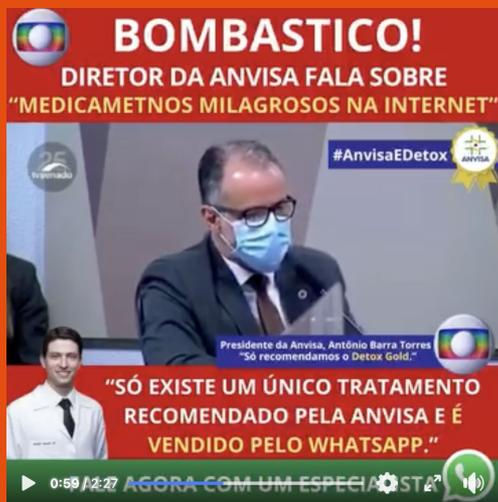 BOMBASTICO!
DIRETOR DA ANVISA FALA SOBRE
“MEDICAMETNOS MILAGROSOS NA INTERNET”
25
tvsenado
#AnvisaEDetox
ANVISA
Presidente da Anvisa, Antônio Barra Torres
“Só recomendamos o Detox Gold.”
“SÓ EXISTE UM ÚNICO TRATAMENTO
RECOMENDADO PELA ANVISA E É
VENDIDO PELO WHATSAPP.”
FALE AGORA COM UM ESPECIALISTA
0:59 / 2:27